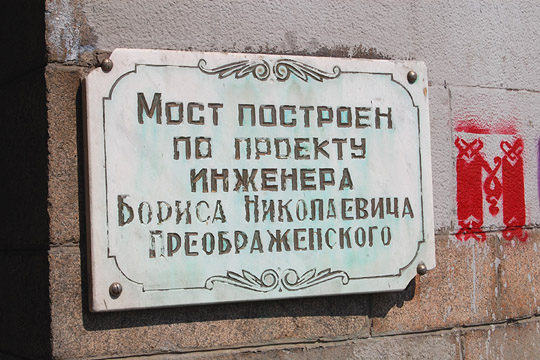 Мост построен
по проекту
инженера
Бориса Николаевича
Преображенского
М